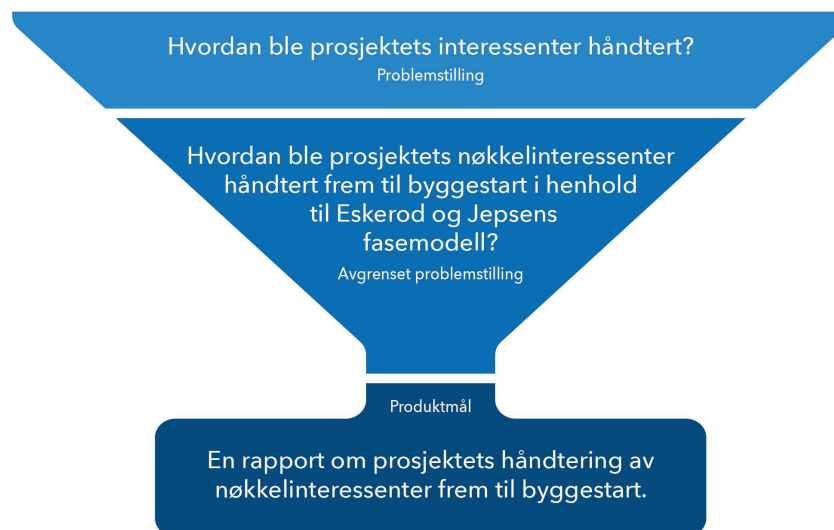 Hvordan ble prosjektets interessenter håndtert?
Problemstilling
Hvordan ble prosjektets nøkkelinteressenter
håndtert frem til byggestart i henhold
til Eskerod og Jepsens
fasemodell?
Avgrenset problemstilling
Produktmål
En rapport om prosjektets håndtering av
nøkkelinteressenter frem til byggestart.